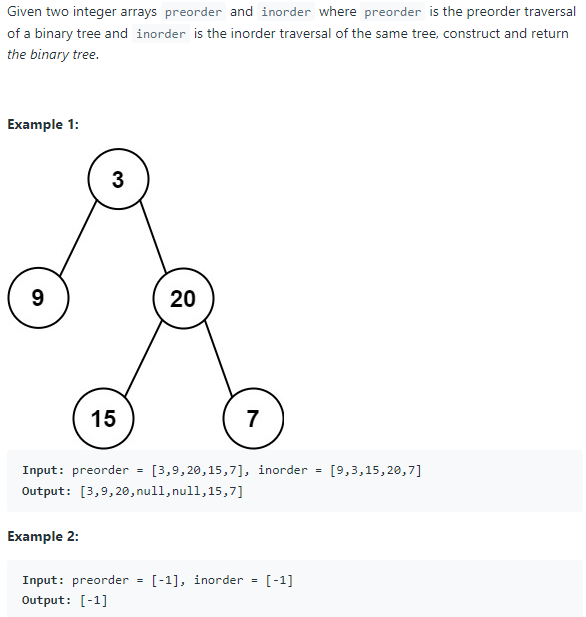 Given two integer arrays preorder and inorder where preorder is the preorder traversal
of a binary tree and inorder is the inorder traversal of the same tree, construct and return
the binary tree.
Example 1:
3
9 20
15 7
Input: preorder = [3,9,20,15,7], inorder = [9,3,15,20,7]
Output: [3,9,20,null,null,15,7]
Example 2:
Input: preorder = [-1], inorder = [-1]
Output: [-1]